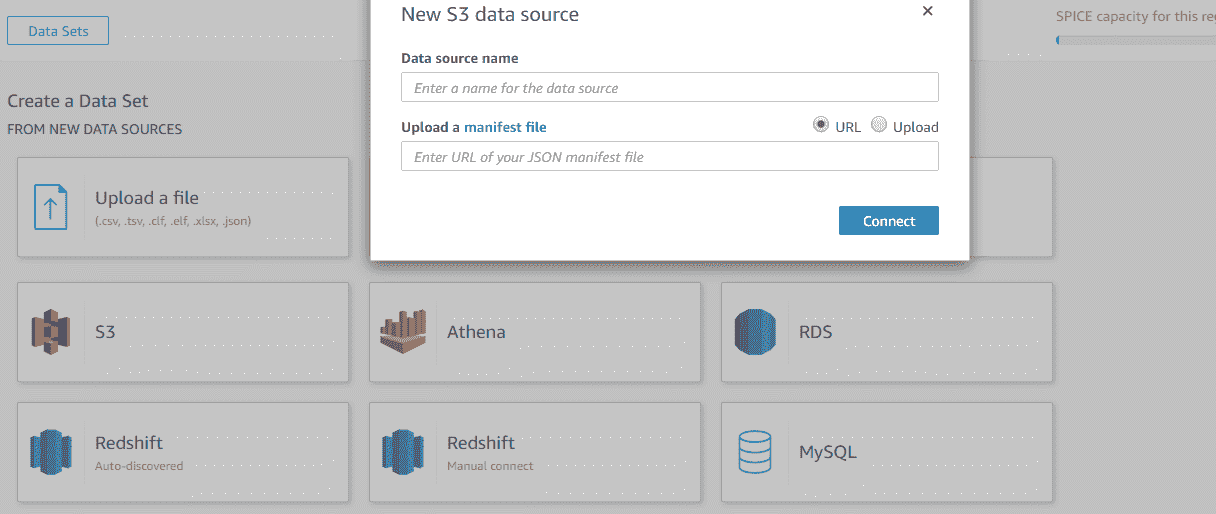 New S3 data source
×
Data Sets
SPICE capacity for this
Data source name
Enter a name for the data source
Create a Data Set
Upload a manifest file
URL
Upload
FROM NEW DATA SOURCES
Enter URL of your JSON manifest file
Upload a file
(.csv, .tsv, .clf, .elf, .xlsx, .json)
Connect
S3
Athena
RDS
Redshift
Auto-discovered
Redshift
Manual connect
MySQL